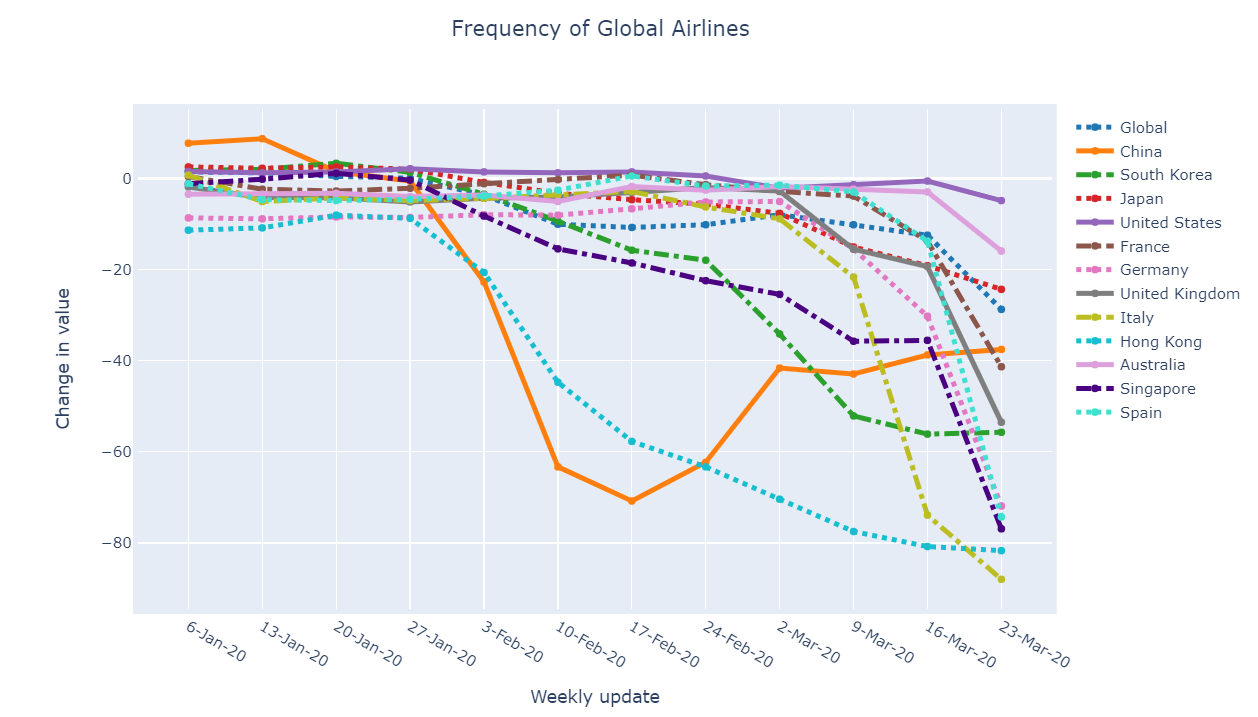 Frequency of Global Airlines
Global
China
South Korea
Japan
United States
France
Germany
United Kingdom
Italy
Hong Kong
Australia
Singapore
Spain
Change in value
0
−20
−40
−60
−80
6-Jan-20
13-Jan-20
20-Jan-20
27-Jan-20
3-Feb-20
10-Feb-20
17-Feb-20
24-Feb-20
2-Mar-20
9-Mar-20
16-Mar-20
23-Mar-20
Weekly update